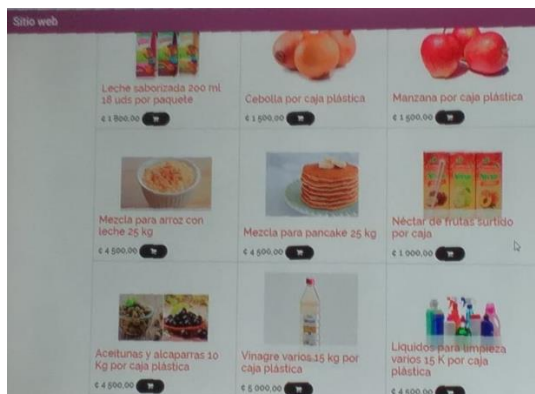 Sitio web
Leche saborizada 200 ml
18 uds por paquete
₡ 1 800,00
Cebolla por caja plástica
₡ 1 500,00
Manzana por caja plástica
₡ 1 500,00
Mezcla para arroz con
leche 25 kg
₡ 4 500,00
Mezcla para pancake 25 kg
₡ 4 500,00
Néctar de frutas surtido
por caja
₡ 1 000,00
Aceitunas y alcaparras 10
Kg por caja plástica
₡ 4 500,00
Vinagre varios 15 kg por
caja plástica
₡ 5 000,00
Líquidos para limpieza
varios 15 K por caja
plástica
₡ 4 500,00